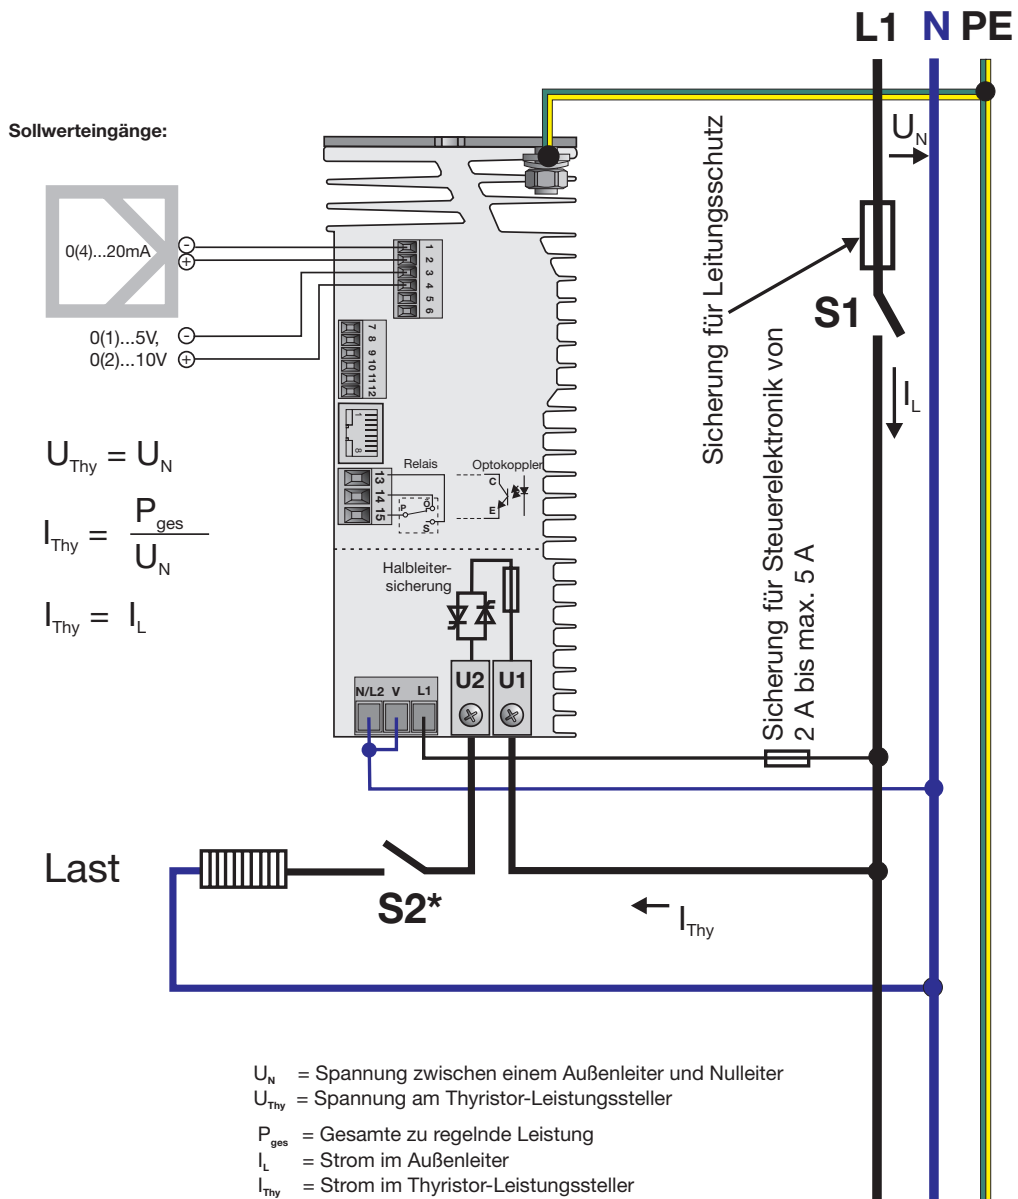 L1 N PE
Sollwerteingänge:
U_N
Sicherung für Leitungsschutz
0(4)...20mA
-
+
1
2
3
4
5
6
S1
0(1)...5V,
-
0(2)...10V
+
7
8
9
10
11
12
I_L
1
8
U_Thy = U_N
I_Thy = P_ges / U_N
I_Thy = I_L
13
14
15
Relais
P
Ö
S
Optokoppler
C
E
Sicherung für Steuerelektronik von
2 A bis max. 5 A
Halbleiter-
sicherung
N/L2 V L1
U2 U1
Last
S2*
I_Thy
U_N = Spannung zwischen einem Außenleiter und Nulleiter
U_Thy = Spannung am Thyristor-Leistungssteller
P_ges = Gesamte zu regelnde Leistung
I_L = Strom im Außenleiter
I_Thy = Strom im Thyristor-Leistungssteller